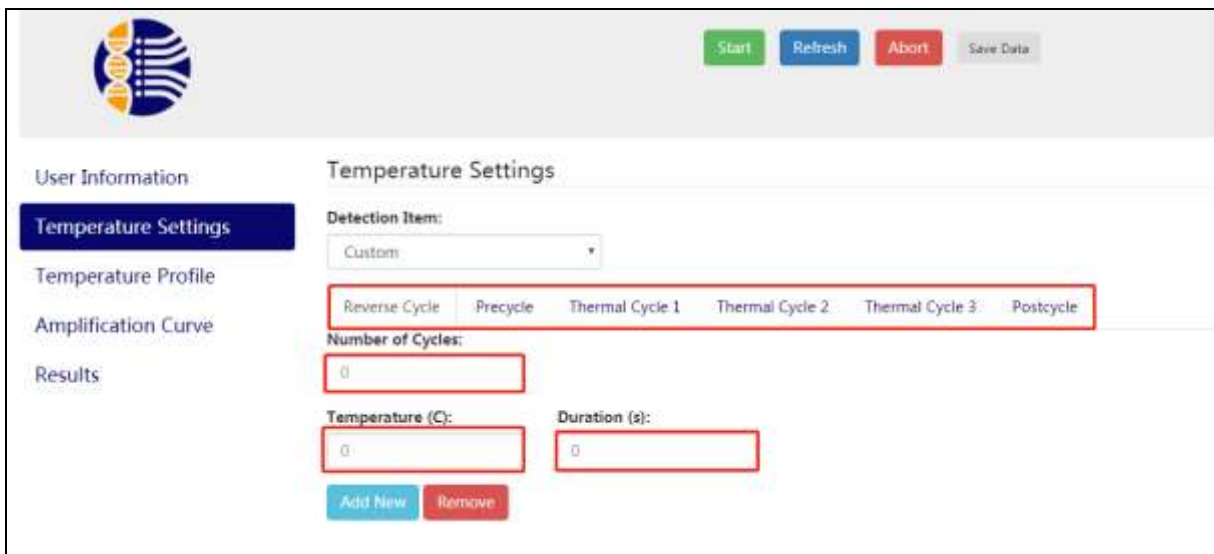 Start Refresh Abort Save Data
User Information
Temperature Settings
Temperature Profile
Amplification Curve
Results
Temperature Settings
Detection Item:
Custom
Reverse Cycle Precycle Thermal Cycle 1 Thermal Cycle 2 Thermal Cycle 3 Postcycle
Number of Cycles:
0
Temperature (C): Duration (s):
0 0
Add New Remove